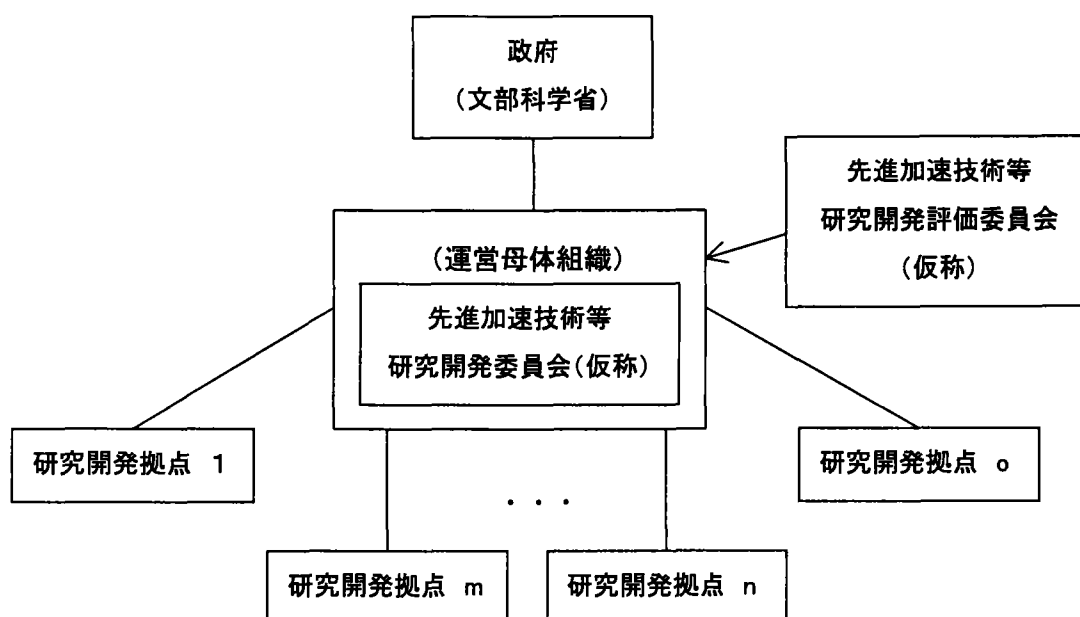 政府
(文部科学省)
先進加速技術等
研究開発評価委員会
(仮称)
(運営母体組織)
先進加速技術等
研究開発委員会(仮称)
研究開発拠点 1
研究開発拠点 o
・・・
研究開発拠点 m
研究開発拠点 n